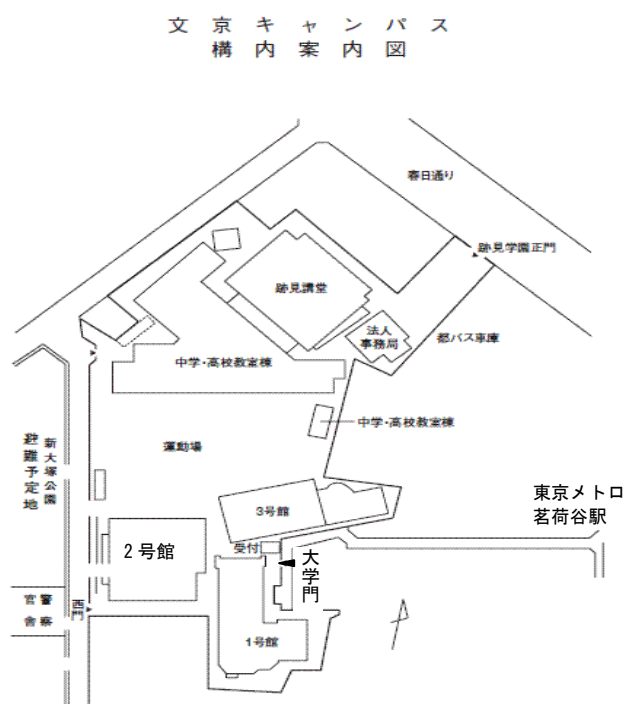 文京キャンパス
構内案内図
春日通り
跡見学園正門
跡見講堂
法人
事務局
都バス車庫
中学・高校教室棟
中学・高校教室棟
運動場
新大塚公園
避難予定地
東京メトロ
茗荷谷駅
3号館
2号館
受付
大学門
警察
官舎
西門
1号館